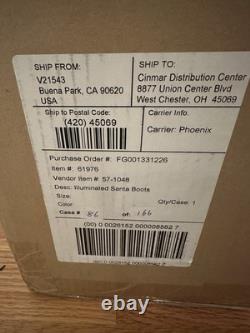 SHIP FROM:
V21543
Buena Park, CA 90620
USA
SHIP TO:
Cinmar Distribution Center
8877 Union Center Blvd
West Chester, OH 45069
Ship to Postal Code:
(420) 45069
Carrier Info.
Carrier: Phoenix
Purchase Order #: FG001331226
Item #: 61976
Vendor Item #: 57-1048
Desc: Illuminated Santa Boots
Size:
Color:
Qty/Case: 1
Case # 86 of: 166